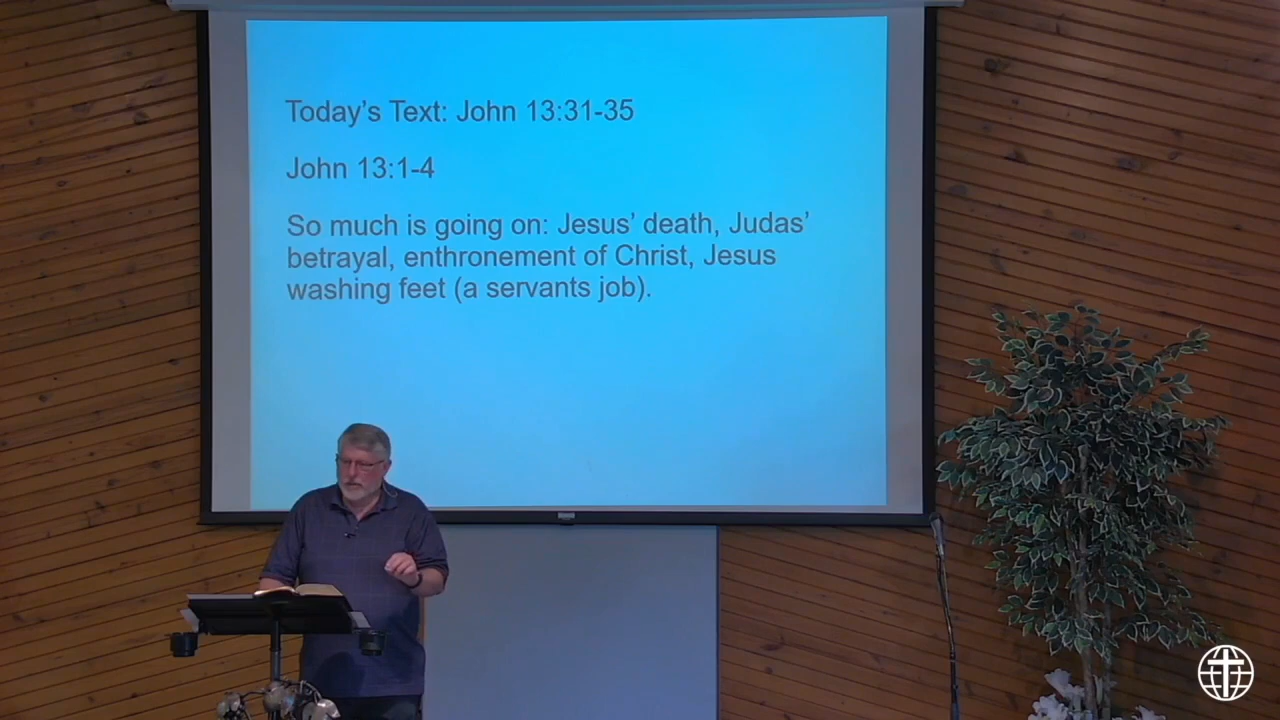 Today's Text: John 13:31-35
John 13:1-4
So much is going on: Jesus' death, Judas'
betrayal, enthronement of Christ, Jesus
washing feet (a servants job).